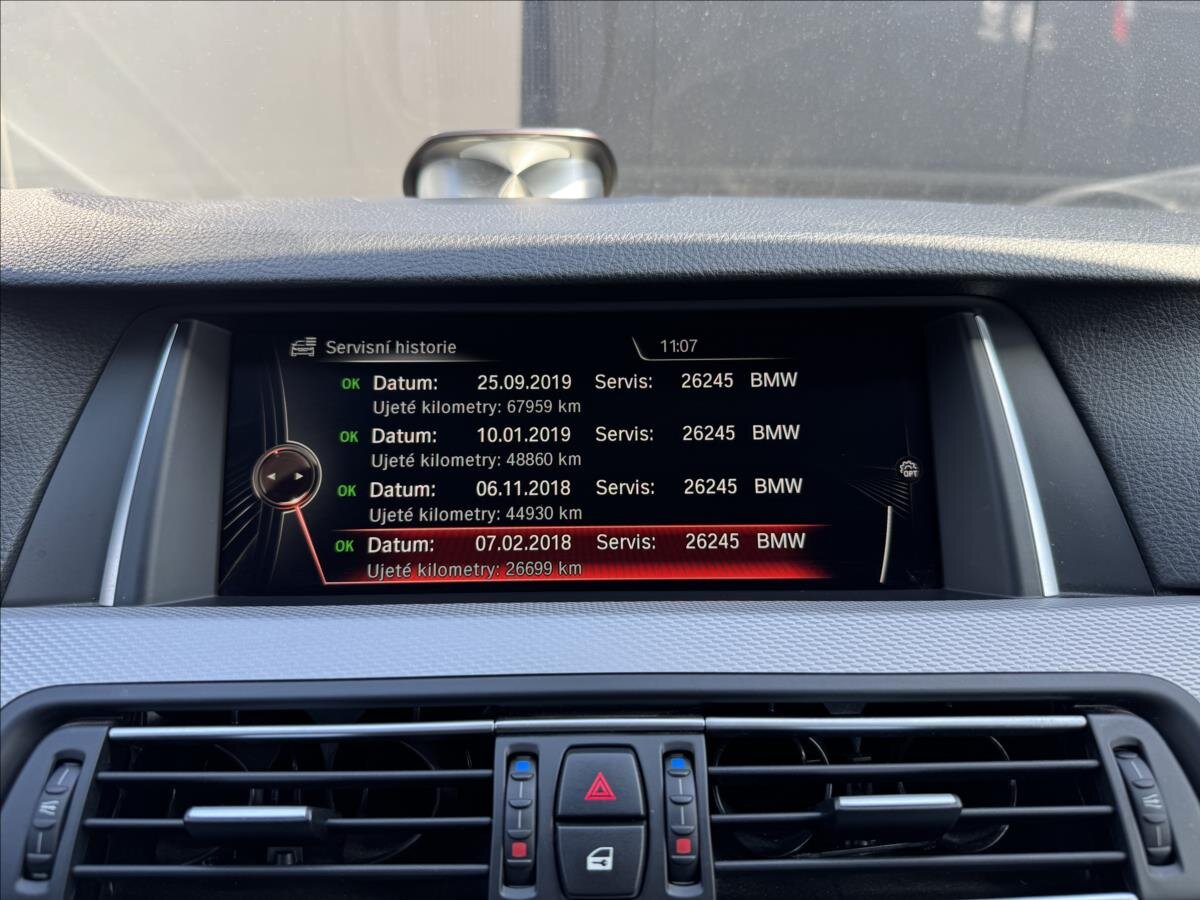 Servisní historie 11:07
OK Datum: 25.09.2019 Servis: 26245 BMW
Ujeté kilometry: 67959 km
OK Datum: 10.01.2019 Servis: 26245 BMW
Ujeté kilometry: 48860 km
OK Datum: 06.11.2018 Servis: 26245 BMW
Ujeté kilometry: 44930 km
OPT
OK Datum: 07.02.2018 Servis: 26245 BMW
Ujeté kilometry: 26699 km